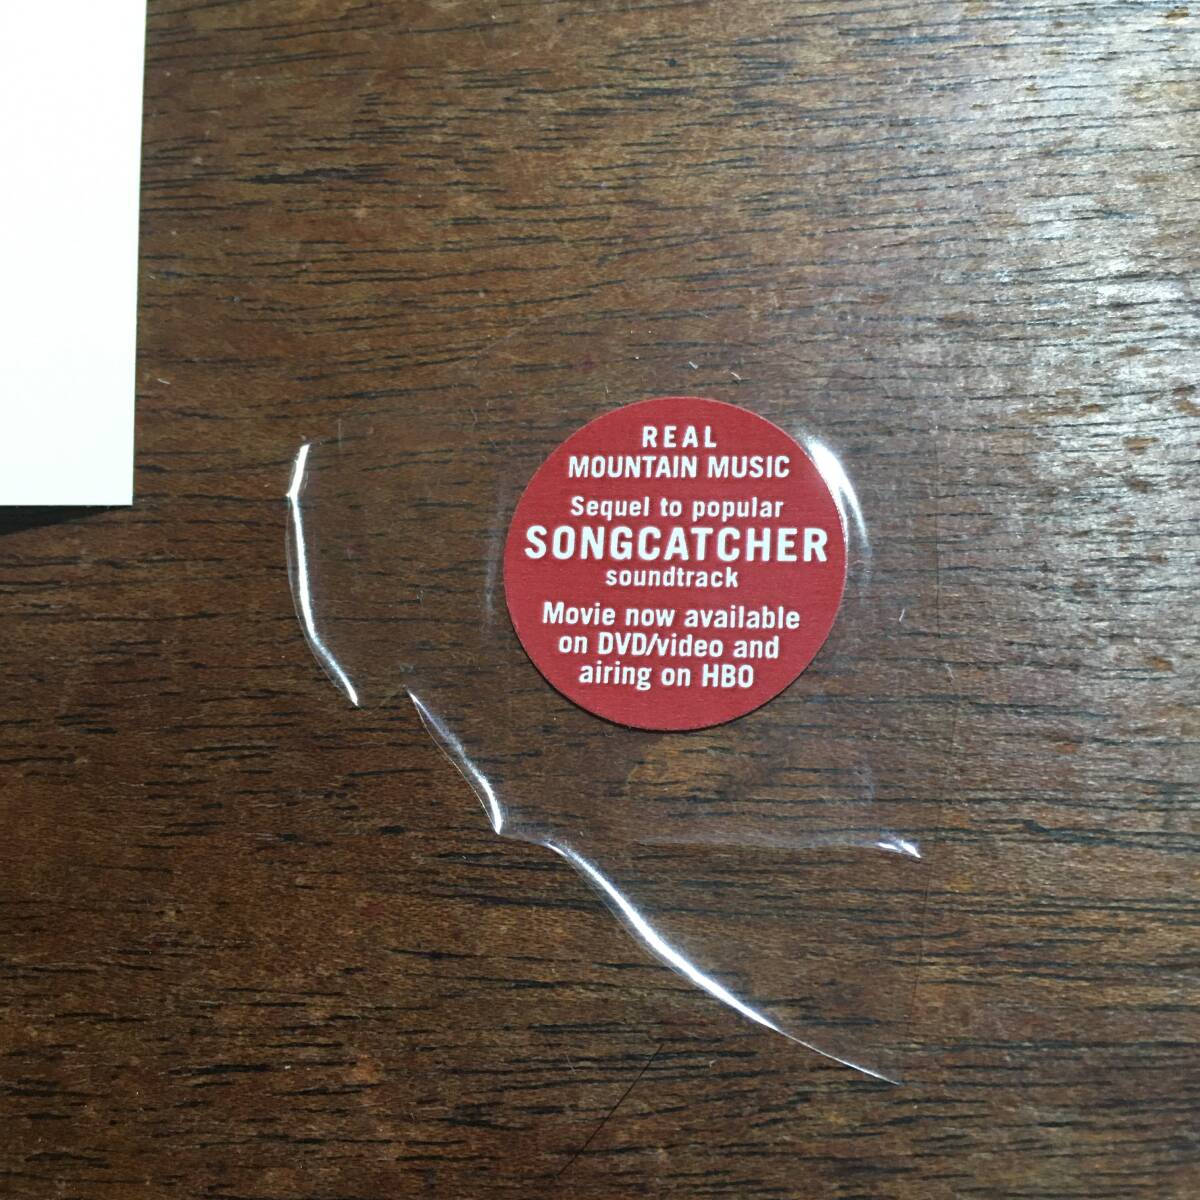 REAL
MOUNTAIN MUSIC
Sequel to popular
SONGCATCHER
soundtrack
Movie now available
on DVD/video and
airing on HBO